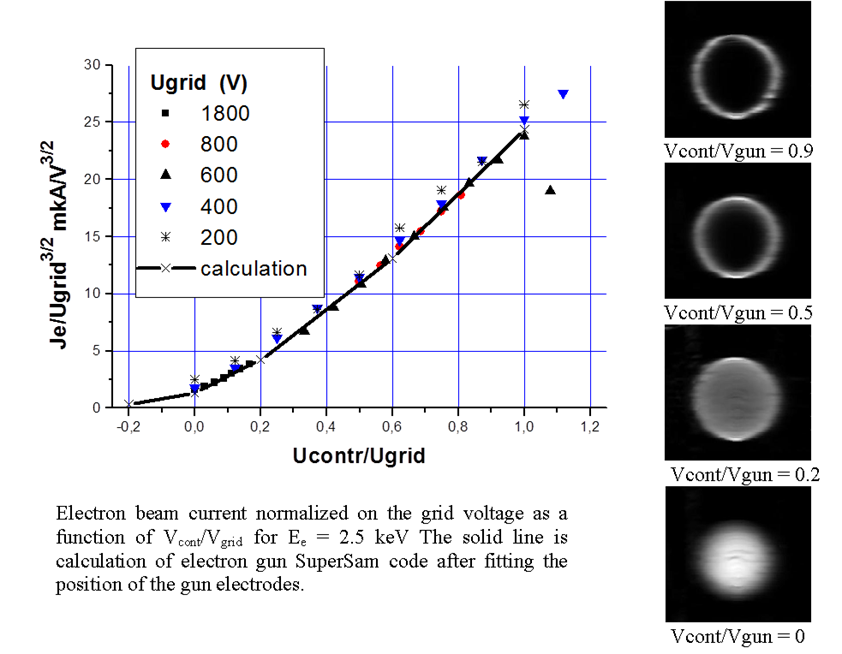 30
25
20
15
10
5
0
Je/Ugrid^3/2 mkA/V^3/2
Ugrid (V)
1800
800
600
400
200
calculation
-0,2 0,0 0,2 0,4 0,6 0,8 1,0 1,2
Ucontr/Ugrid
Electron beam current normalized on the grid voltage as a
function of Vcont/Vgrid for Ee = 2.5 keV The solid line is
calculation of electron gun SuperSam code after fitting the
position of the gun electrodes.
Vcont/Vgun = 0.9
Vcont/Vgun = 0.5
Vcont/Vgun = 0.2
Vcont/Vgun = 0